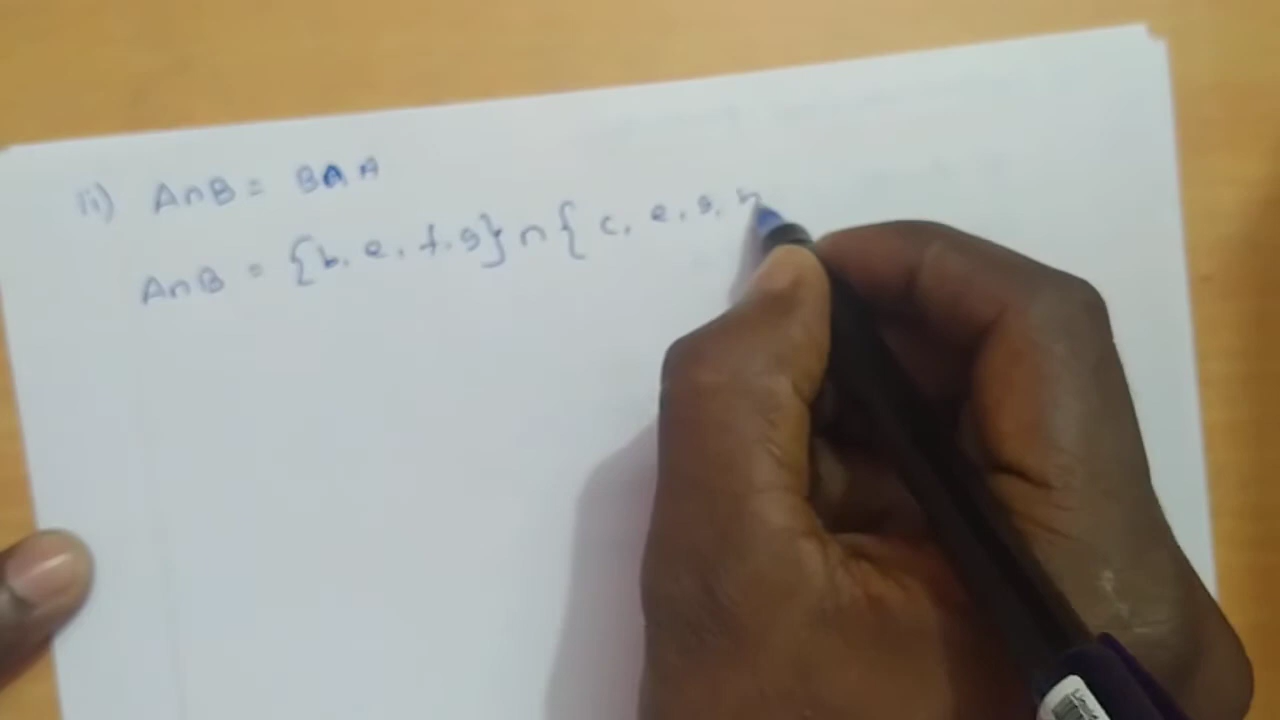 ii) A∩B = B∩A
A∩B = {b, e, f, g} ∩ { c, e, g, h